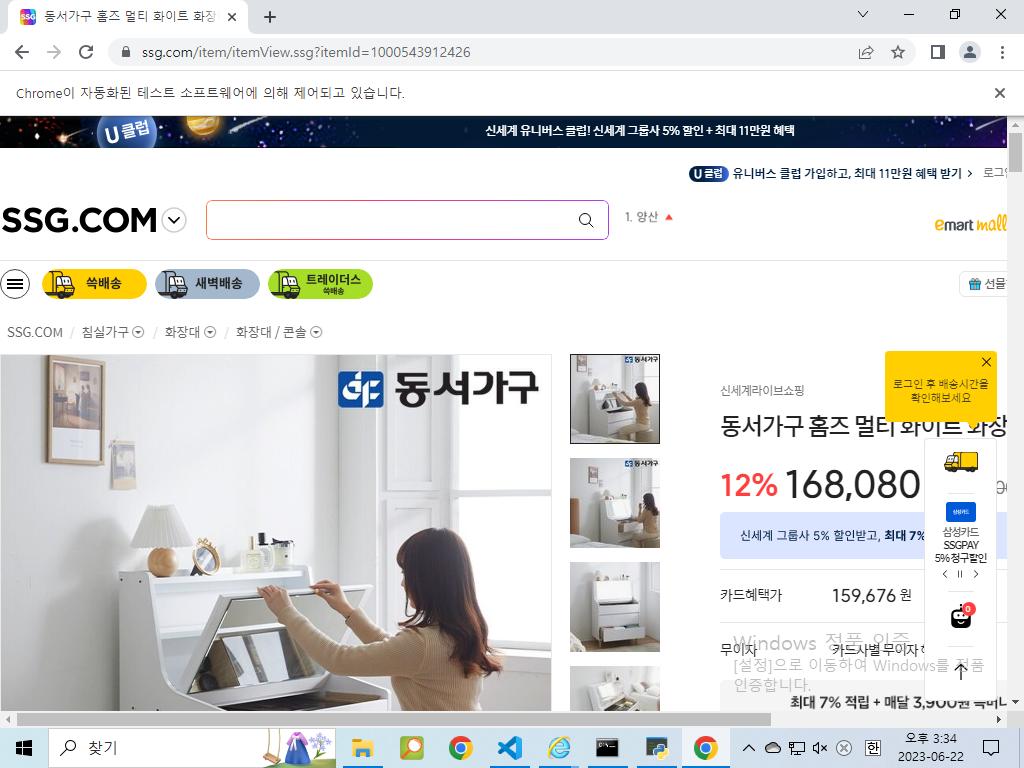 동서가구 홈즈 멀티 화이트 화장
ssg.com/item/itemView.ssg?itemId=1000543912426
Chrome이 자동화된 테스트 소프트웨어에 의해 제어되고 있습니다.
U클럽
신세계 유니버스 클럽! 신세계 그룹사 5% 할인 + 최대 11만원 혜택
U클럽 유니버스 클럽 가입하고, 최대 11만원 혜택 받기 >
SSG.COM
1. 양산
emart mall
쓱배송
새벽배송
트레이더스
쓱배송
선물
SSG.COM / 침실가구 / 화장대 / 화장대 / 콘솔
동서가구
동서가구
동서가구
로그인 후 배송시간을
확인해보세요
신세계라이브쇼핑
동서가구 홈즈 멀티 화이트 화장
12% 168,080
신세계 그룹사 5% 할인받고, 최대 7%
삼성카드
삼성카드
SSGPAY
5% 청구할인
카드혜택가 159,676 원
0
무이자 카드사별 무이자
최대 7% 적립 + 매달 3,900원
Windows 정품 인증
[설정]으로 이동하여 Windows를 정품
인증합니다.
찾기
한
오후 3:34
2023-06-22